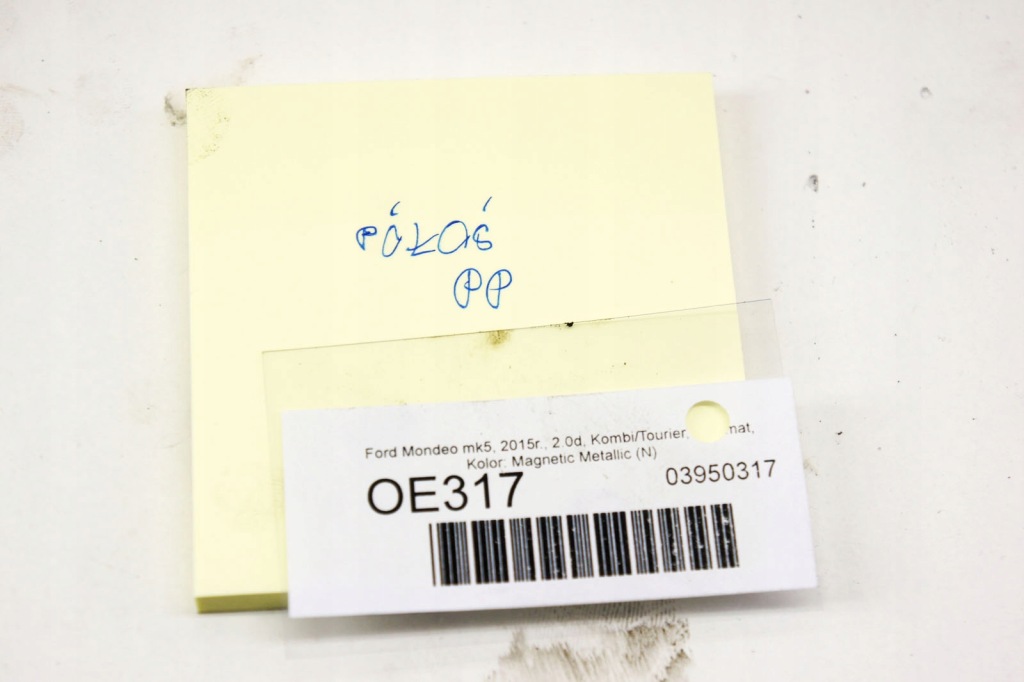 PÓŁOŚ
PP
Ford Mondeo mk5, 2015r., 2.0d, Kombi/Tourier,
Kolor: Magnetic Metallic (N)
OE317 03950317